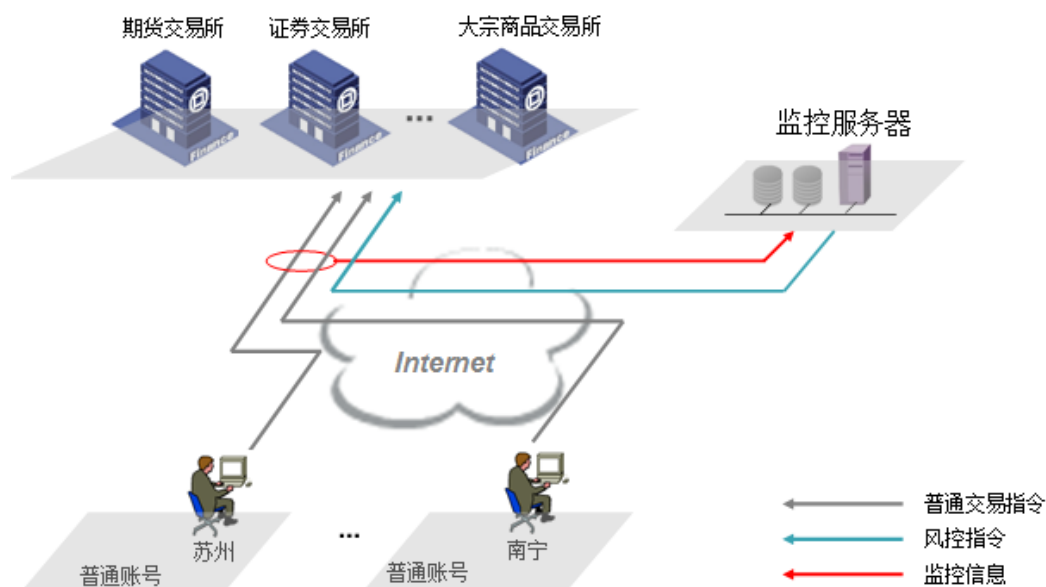 期货交易所
证券交易所
大宗商品交易所
Finance
Finance
Finance
...
监控服务器
Internet
苏州
...
南宁
普通账号
普通账号
普通交易指令
风控指令
监控信息